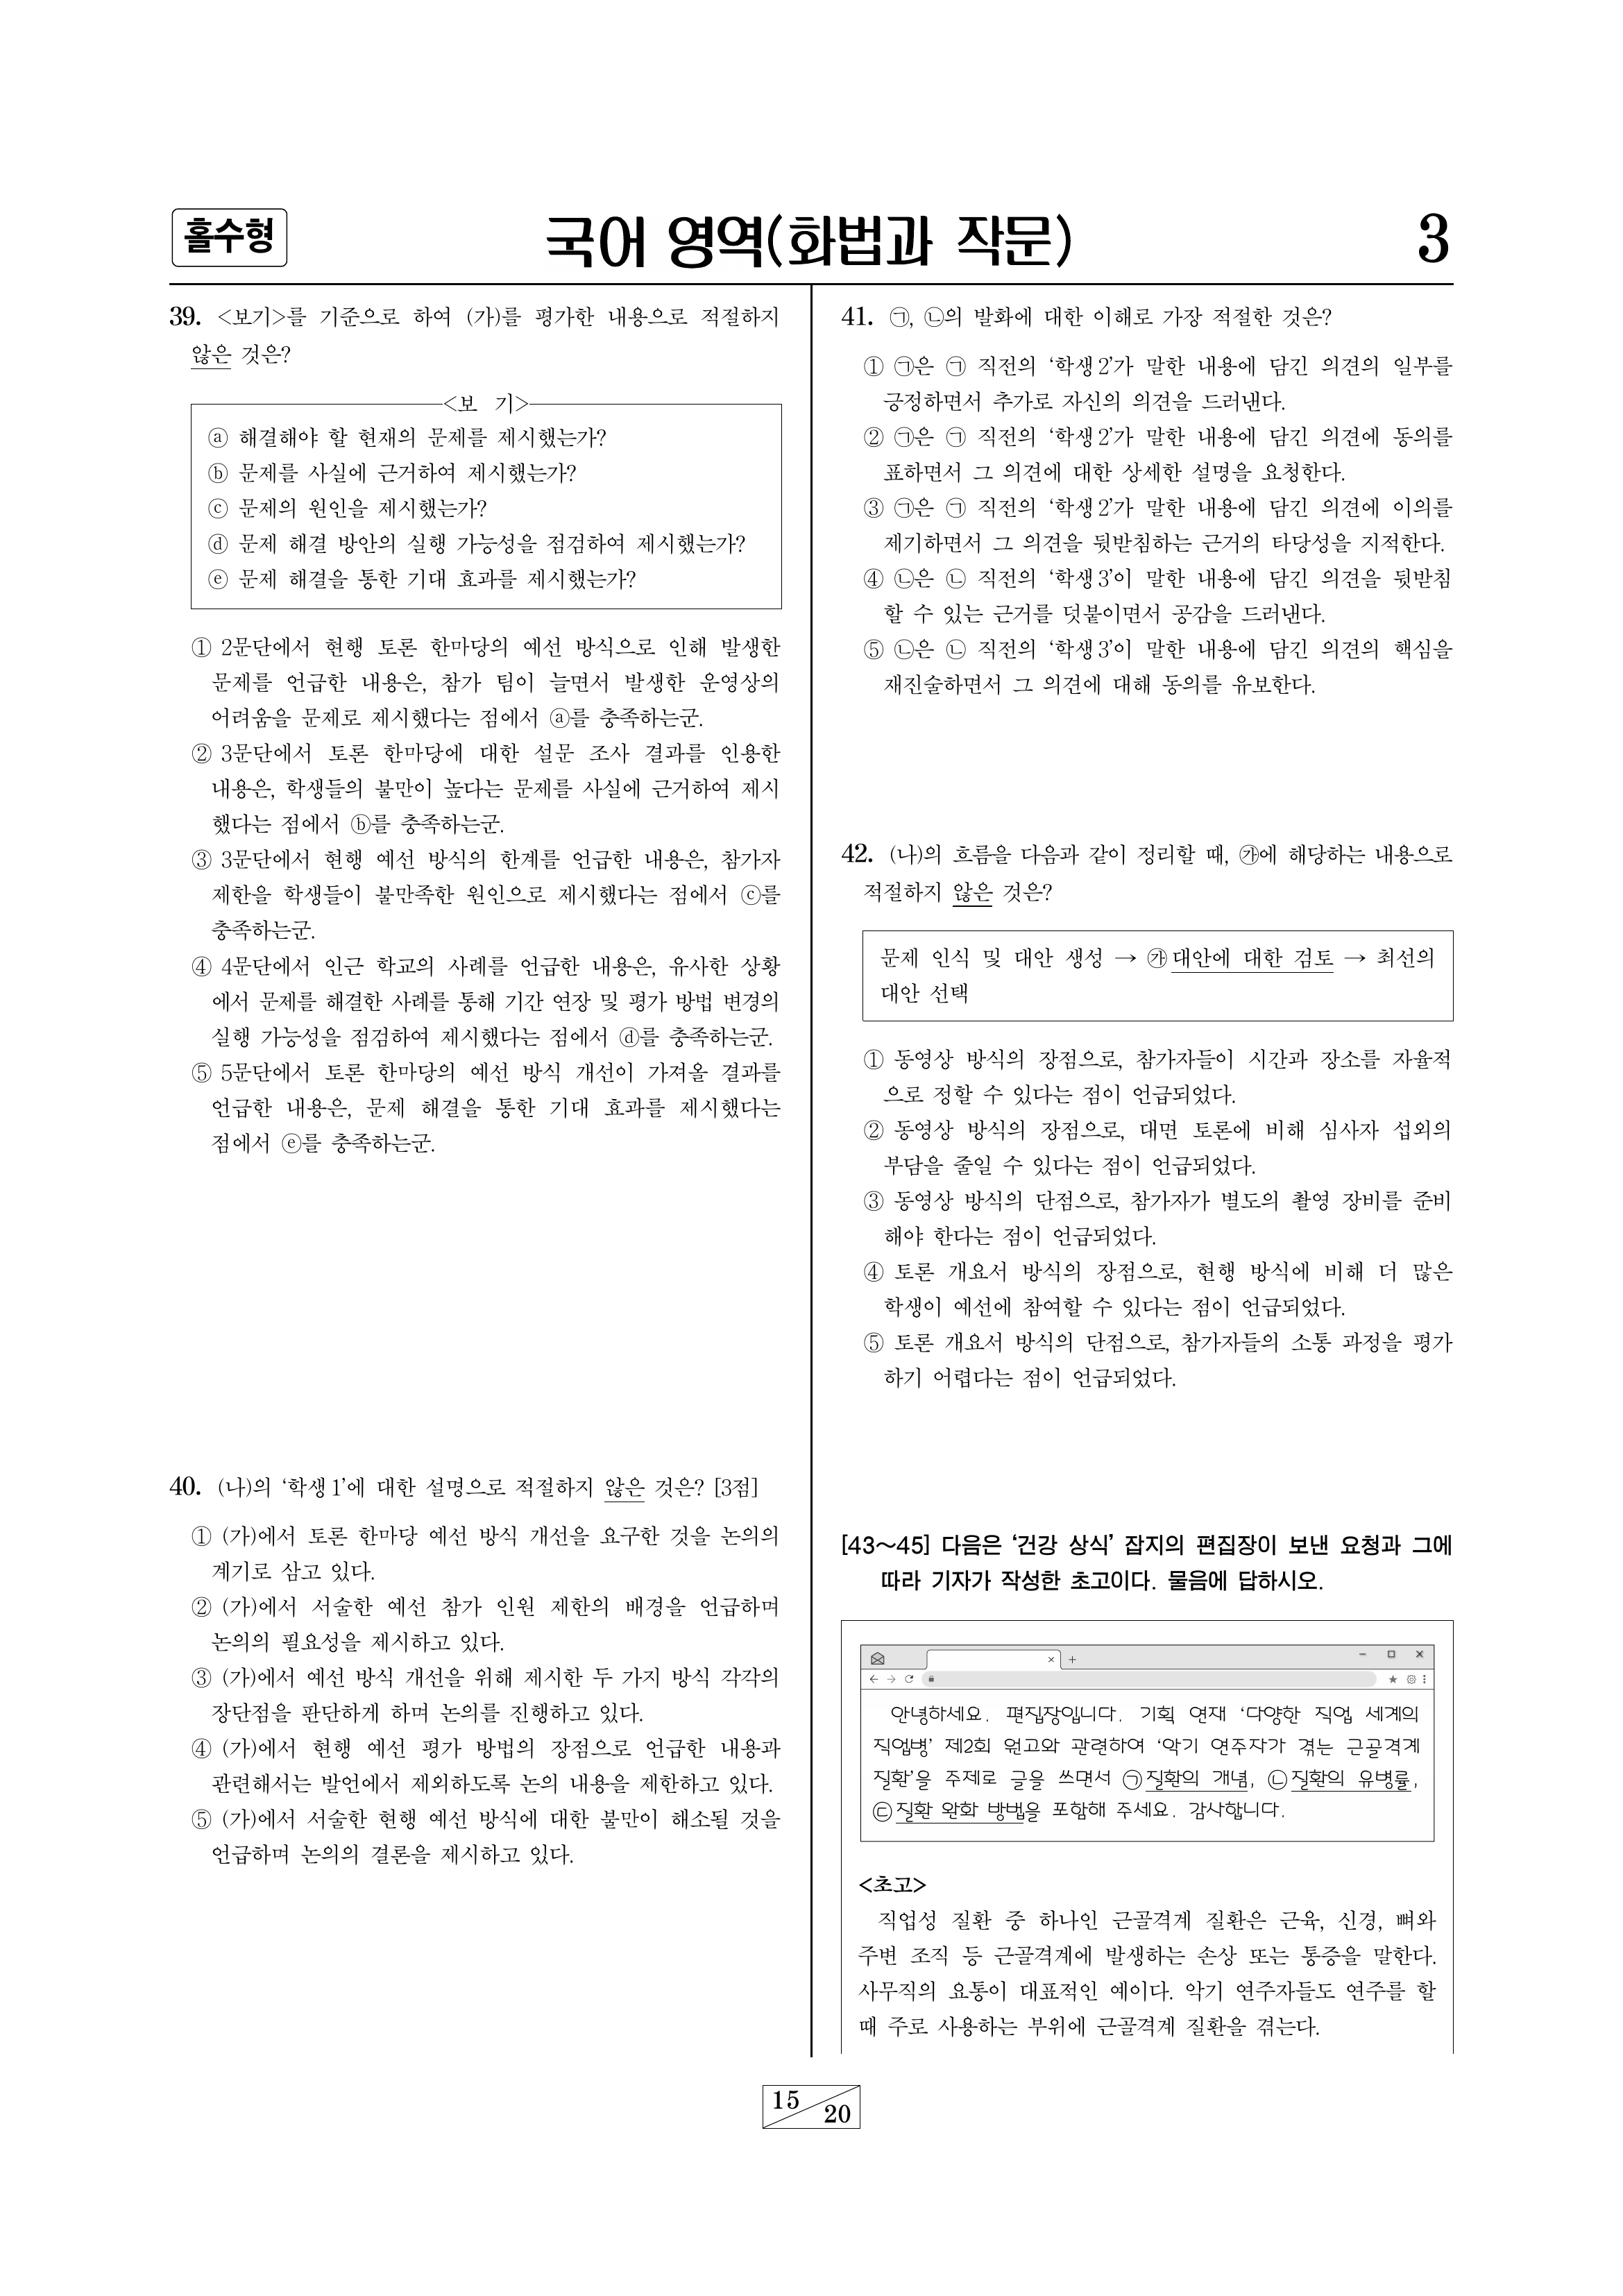 홀수형
국어 영역(화법과 작문)
3
39. <보기>를 기준으로 하여 (가)를 평가한 내용으로 적절하지
않은 것은?
<보 기>
ⓐ 해결해야 할 현재의 문제를 제시했는가?
ⓑ 문제를 사실에 근거하여 제시했는가?
ⓒ 문제의 원인을 제시했는가?
ⓓ 문제 해결 방안의 실행 가능성을 점검하여 제시했는가?
ⓔ 문제 해결을 통한 기대 효과를 제시했는가?
① 2문단에서 현행 토론 한마당의 예선 방식으로 인해 발생한
문제를 언급한 내용은, 참가 팀이 늘면서 발생한 운영상의
어려움을 문제로 제시했다는 점에서 ⓐ를 충족하는군.
② 3문단에서 토론 한마당에 대한 설문 조사 결과를 인용한
내용은, 학생들의 불만이 높다는 문제를 사실에 근거하여 제시
했다는 점에서 ⓑ를 충족하는군.
③ 3문단에서 현행 예선 방식의 한계를 언급한 내용은, 참가자
제한을 학생들이 불만족한 원인으로 제시했다는 점에서 ⓒ를
충족하는군.
④ 4문단에서 인근 학교의 사례를 언급한 내용은, 유사한 상황
에서 문제를 해결한 사례를 통해 기간 연장 및 평가 방법 변경의
실행 가능성을 점검하여 제시했다는 점에서 ⓓ를 충족하는군.
⑤ 5문단에서 토론 한마당의 예선 방식 개선이 가져올 결과를
언급한 내용은, 문제 해결을 통한 기대 효과를 제시했다는
점에서 ⓔ를 충족하는군.
40. (나)의 ‘학생 1’에 대한 설명으로 적절하지 않은 것은? [3점]
① (가)에서 토론 한마당 예선 방식 개선을 요구한 것을 논의의
계기로 삼고 있다.
② (가)에서 서술한 예선 참가 인원 제한의 배경을 언급하며
논의의 필요성을 제시하고 있다.
③ (가)에서 예선 방식 개선을 위해 제시한 두 가지 방식 각각의
장단점을 판단하게 하며 논의를 진행하고 있다.
④ (가)에서 현행 예선 평가 방법의 장점으로 언급한 내용과
관련해서는 발언에서 제외하도록 논의 내용을 제한하고 있다.
⑤ (가)에서 서술한 현행 예선 방식에 대한 불만이 해소될 것을
언급하며 논의의 결론을 제시하고 있다.
41. ㉠, ㉡의 발화에 대한 이해로 가장 적절한 것은?
① ㉠은 ㉠ 직전의 ‘학생 2’가 말한 내용에 담긴 의견의 일부를
긍정하면서 추가로 자신의 의견을 드러낸다.
② ㉠은 ㉠ 직전의 ‘학생 2’가 말한 내용에 담긴 의견에 동의를
표하면서 그 의견에 대한 상세한 설명을 요청한다.
③ ㉠은 ㉠ 직전의 ‘학생 2’가 말한 내용에 담긴 의견에 이의를
제기하면서 그 의견을 뒷받침하는 근거의 타당성을 지적한다.
④ ㉡은 ㉡ 직전의 ‘학생 3’이 말한 내용에 담긴 의견을 뒷받침
할 수 있는 근거를 덧붙이면서 공감을 드러낸다.
⑤ ㉡은 ㉡ 직전의 ‘학생 3’이 말한 내용에 담긴 의견의 핵심을
재진술하면서 그 의견에 대해 동의를 유보한다.
42. (나)의 흐름을 다음과 같이 정리할 때, ㉮에 해당하는 내용으로
적절하지 않은 것은?
문제 인식 및 대안 생성 → ㉮ 대안에 대한 검토 → 최선의
대안 선택
① 동영상 방식의 장점으로, 참가자들이 시간과 장소를 자율적
으로 정할 수 있다는 점이 언급되었다.
② 동영상 방식의 장점으로, 대면 토론에 비해 심사자 섭외의
부담을 줄일 수 있다는 점이 언급되었다.
③ 동영상 방식의 단점으로, 참가자가 별도의 촬영 장비를 준비
해야 한다는 점이 언급되었다.
④ 토론 개요서 방식의 장점으로, 현행 방식에 비해 더 많은
학생이 예선에 참여할 수 있다는 점이 언급되었다.
⑤ 토론 개요서 방식의 단점으로, 참가자들의 소통 과정을 평가
하기 어렵다는 점이 언급되었다.
[43～45] 다음은 ‘건강 상식’ 잡지의 편집장이 보낸 요청과 그에
따라 기자가 작성한 초고이다. 물음에 답하시오.
안녕하세요. 편집장입니다. 기획 연재 ‘다양한 직업 세계의
직업병’ 제2회 원고와 관련하여 ‘악기 연주자가 겪는 근골격계
질환’을 주제로 글을 쓰면서 ㉠질환의 개념, ㉡질환의 유병률,
㉢질환 완화 방법을 포함해 주세요. 감사합니다.
<초고>
직업성 질환 중 하나인 근골격계 질환은 근육, 신경, 뼈와
주변 조직 등 근골격계에 발생하는 손상 또는 통증을 말한다.
사무직의 요통이 대표적인 예이다. 악기 연주자들도 연주를 할
때 주로 사용하는 부위에 근골격계 질환을 겪는다.
15
20